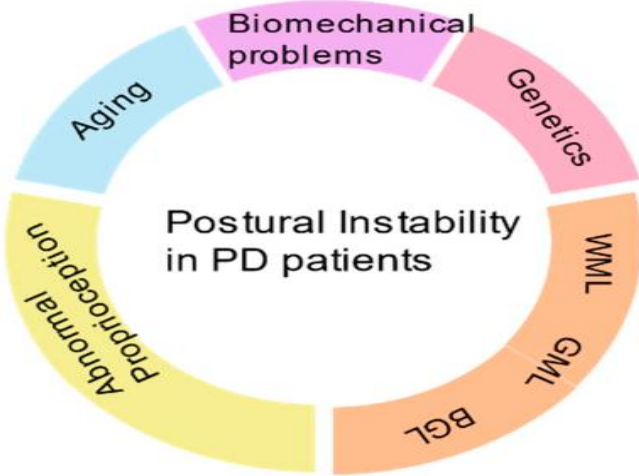 Biomechanical
problems
Genetics
WML
GML
BGL
Abnormal
Proprioception
Aging
Postural Instability
in PD patients